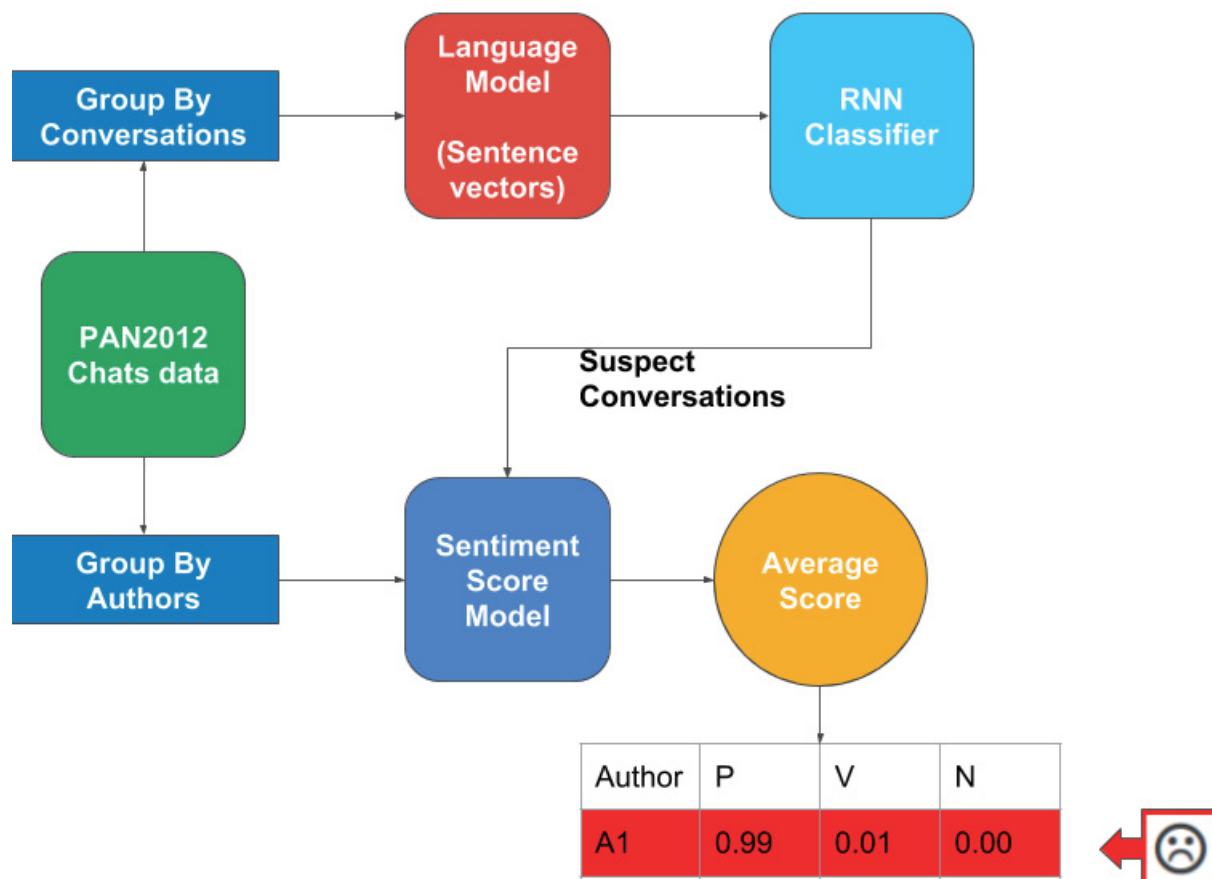 Language
Model
(Sentence
vectors)
RNN
Classifier
Group By
Conversations
PAN2012
Chats data
Suspect
Conversations
Group By
Authors
Sentiment
Score
Model
Average
Score
Author P V N
A1 0.99 0.01 0.00